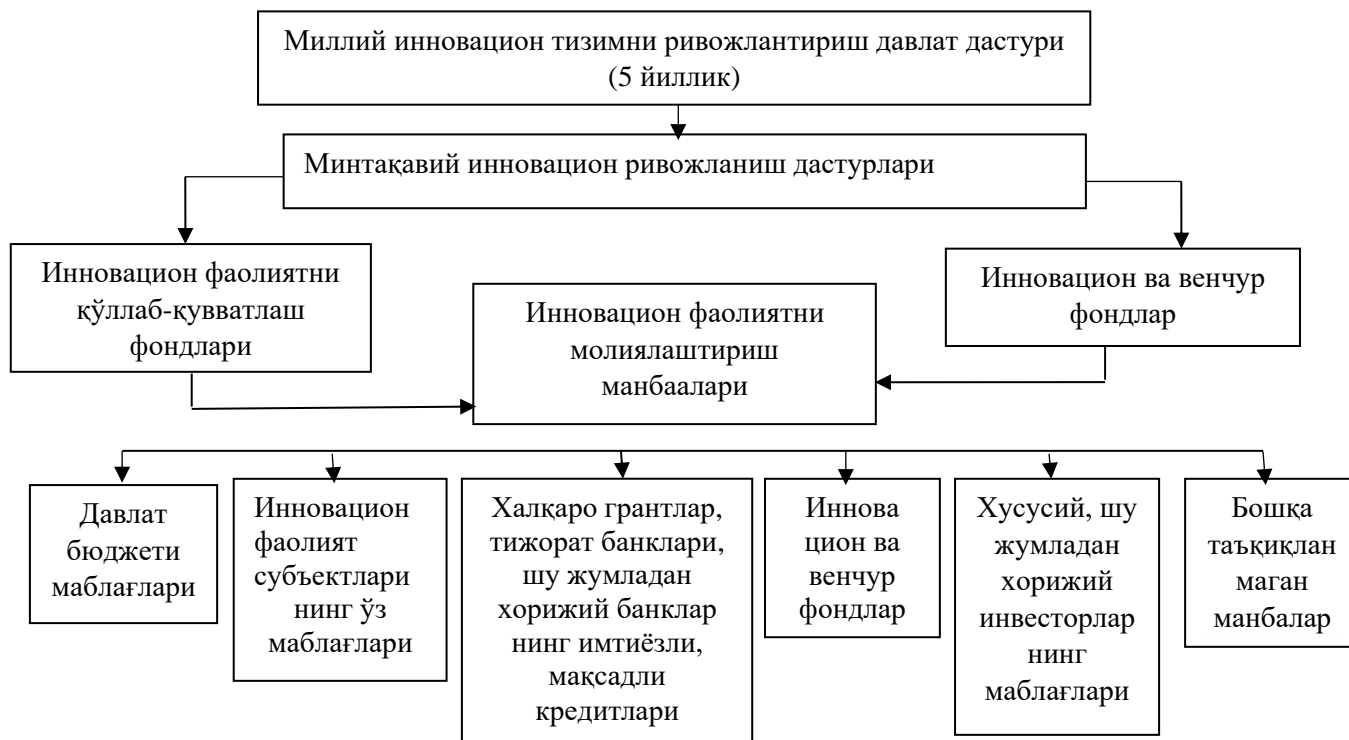 Миллий инновацион тизимни ривожлантириш давлат дастури
(5 йиллик)
Минтақавий инновацион ривожланиш дастурлари
Инновацион фаолиятни
қўллаб-қувватлаш
фондлари
Инновацион фаолиятни
молиялаштириш
манбаалари
Инновацион ва венчур
фондлар
Давлат
бюджети
маблағлари
Инновацион
фаолият
субъектлари
нинг ўз
маблағлари
Халқаро грантлар,
тижорат банклари,
шу жумладан
хорижий банклар
нинг имтиёзли,
мақсадли
кредитлари
Иннова
цион ва
венчур
фондлар
Хусусий, шу
жумладан
хорижий
инвесторлар
нинг
маблағлари
Бошқа
таъқиқлан
маган
манбалар